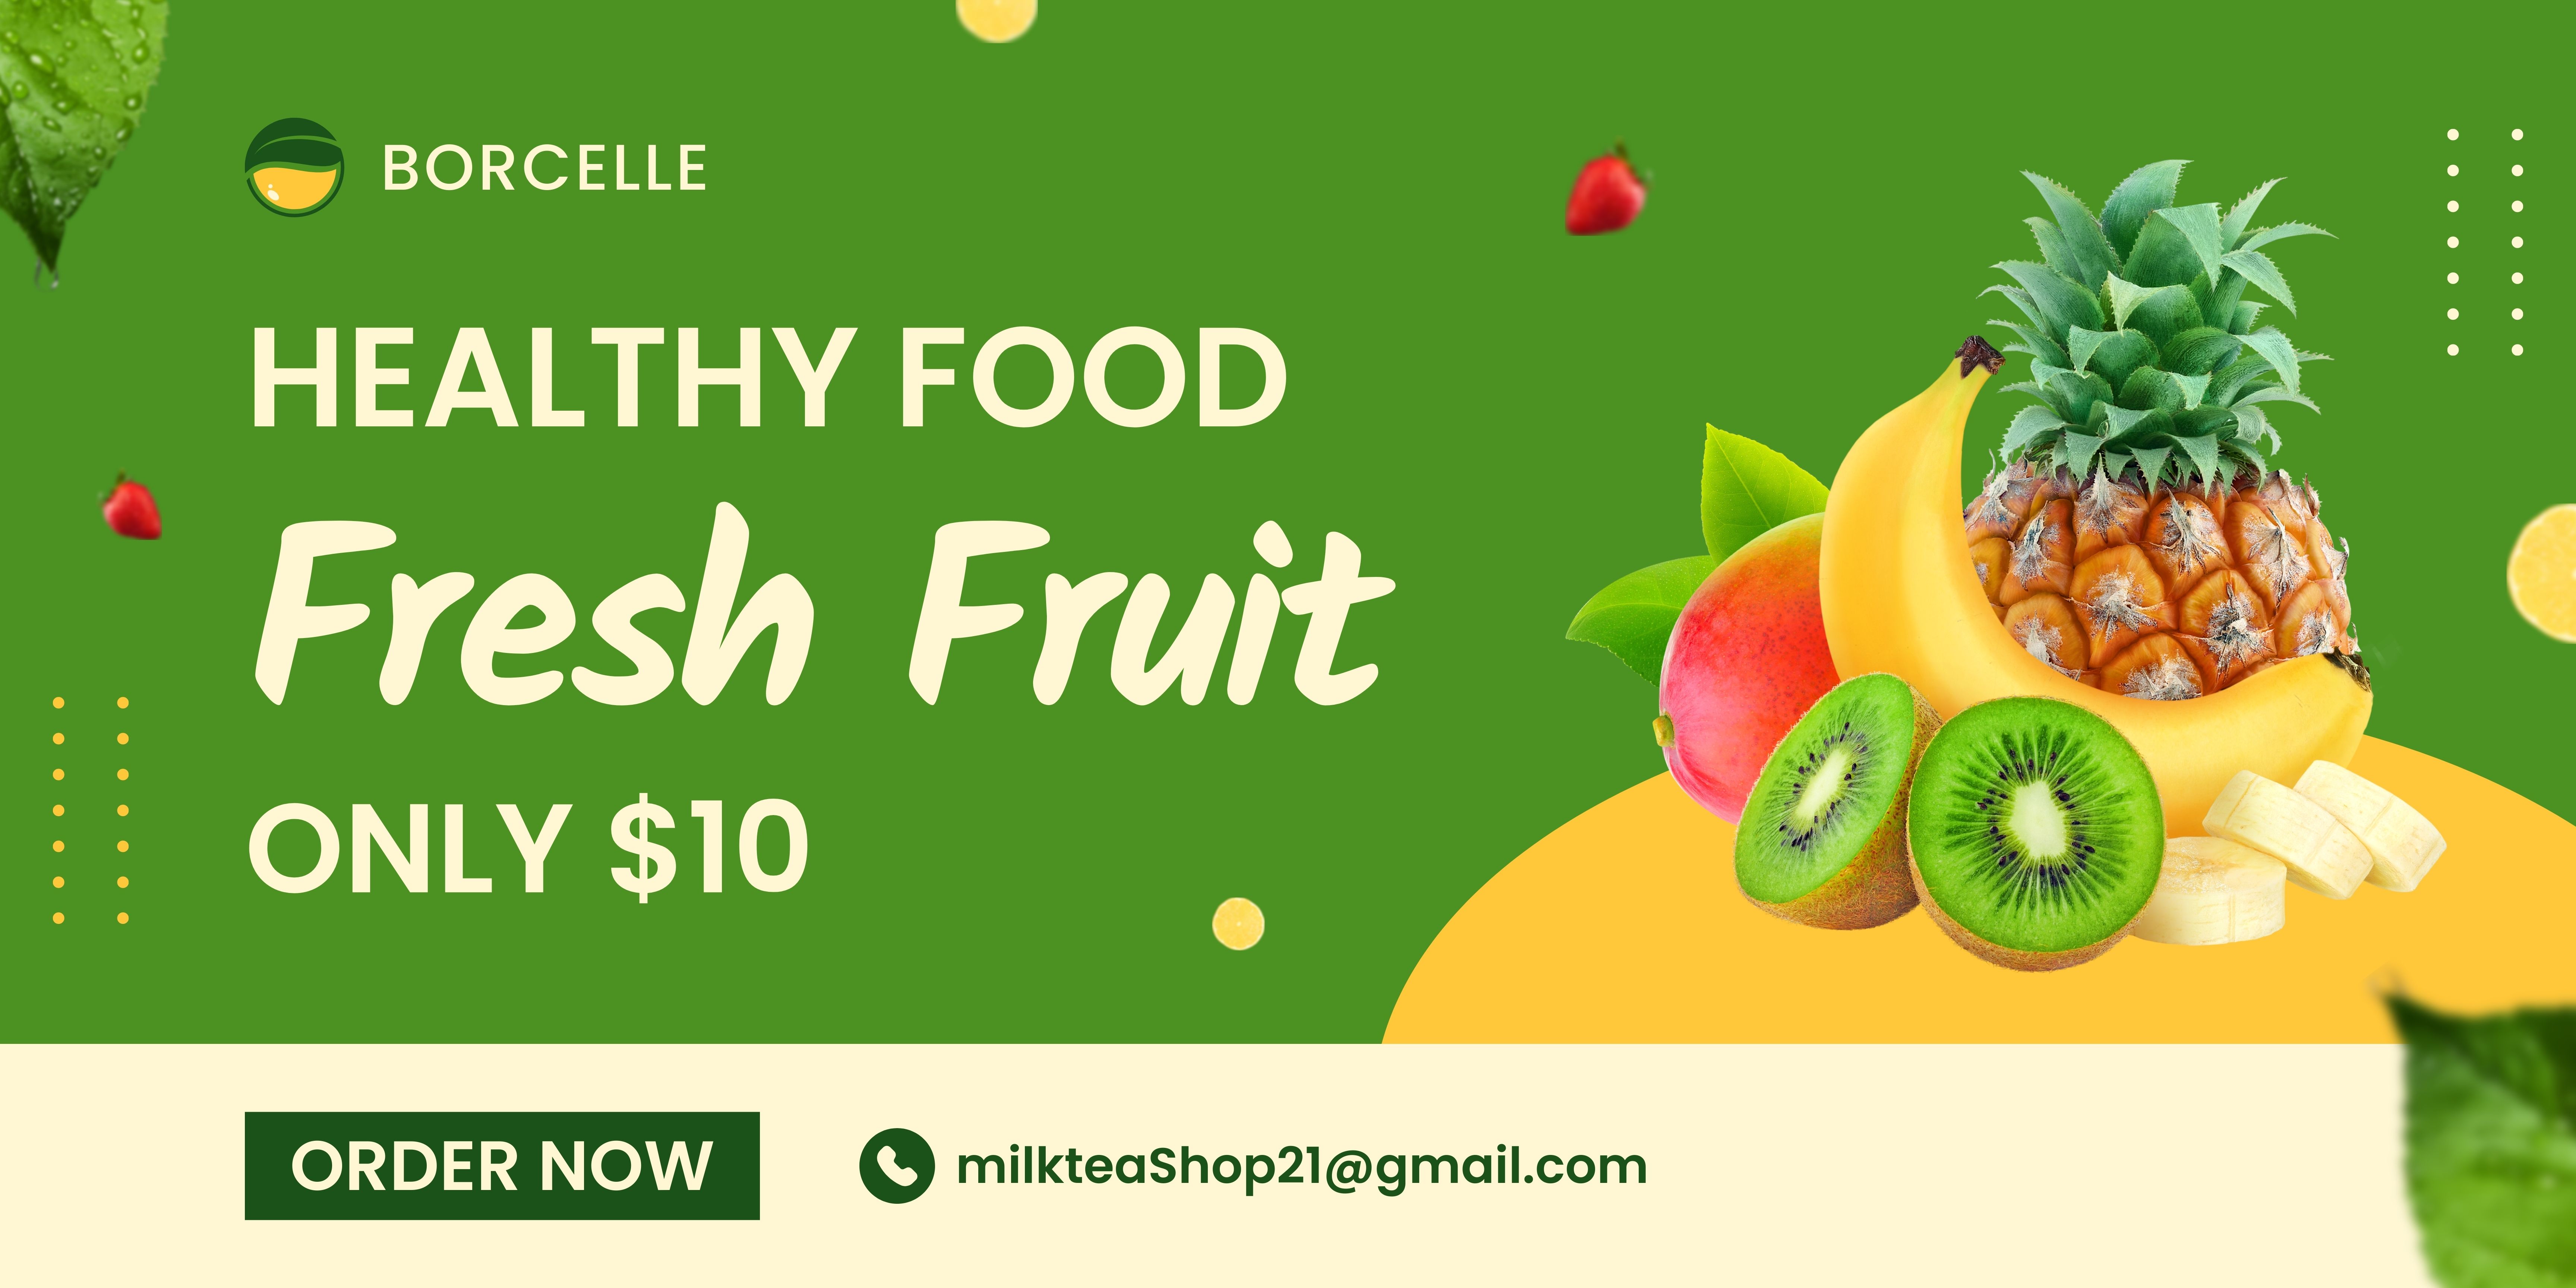 BORCELLE
HEALTHY FOOD
Fresh Fruit
ONLY $10
ORDER NOW
milkteaShop21@gmail.com